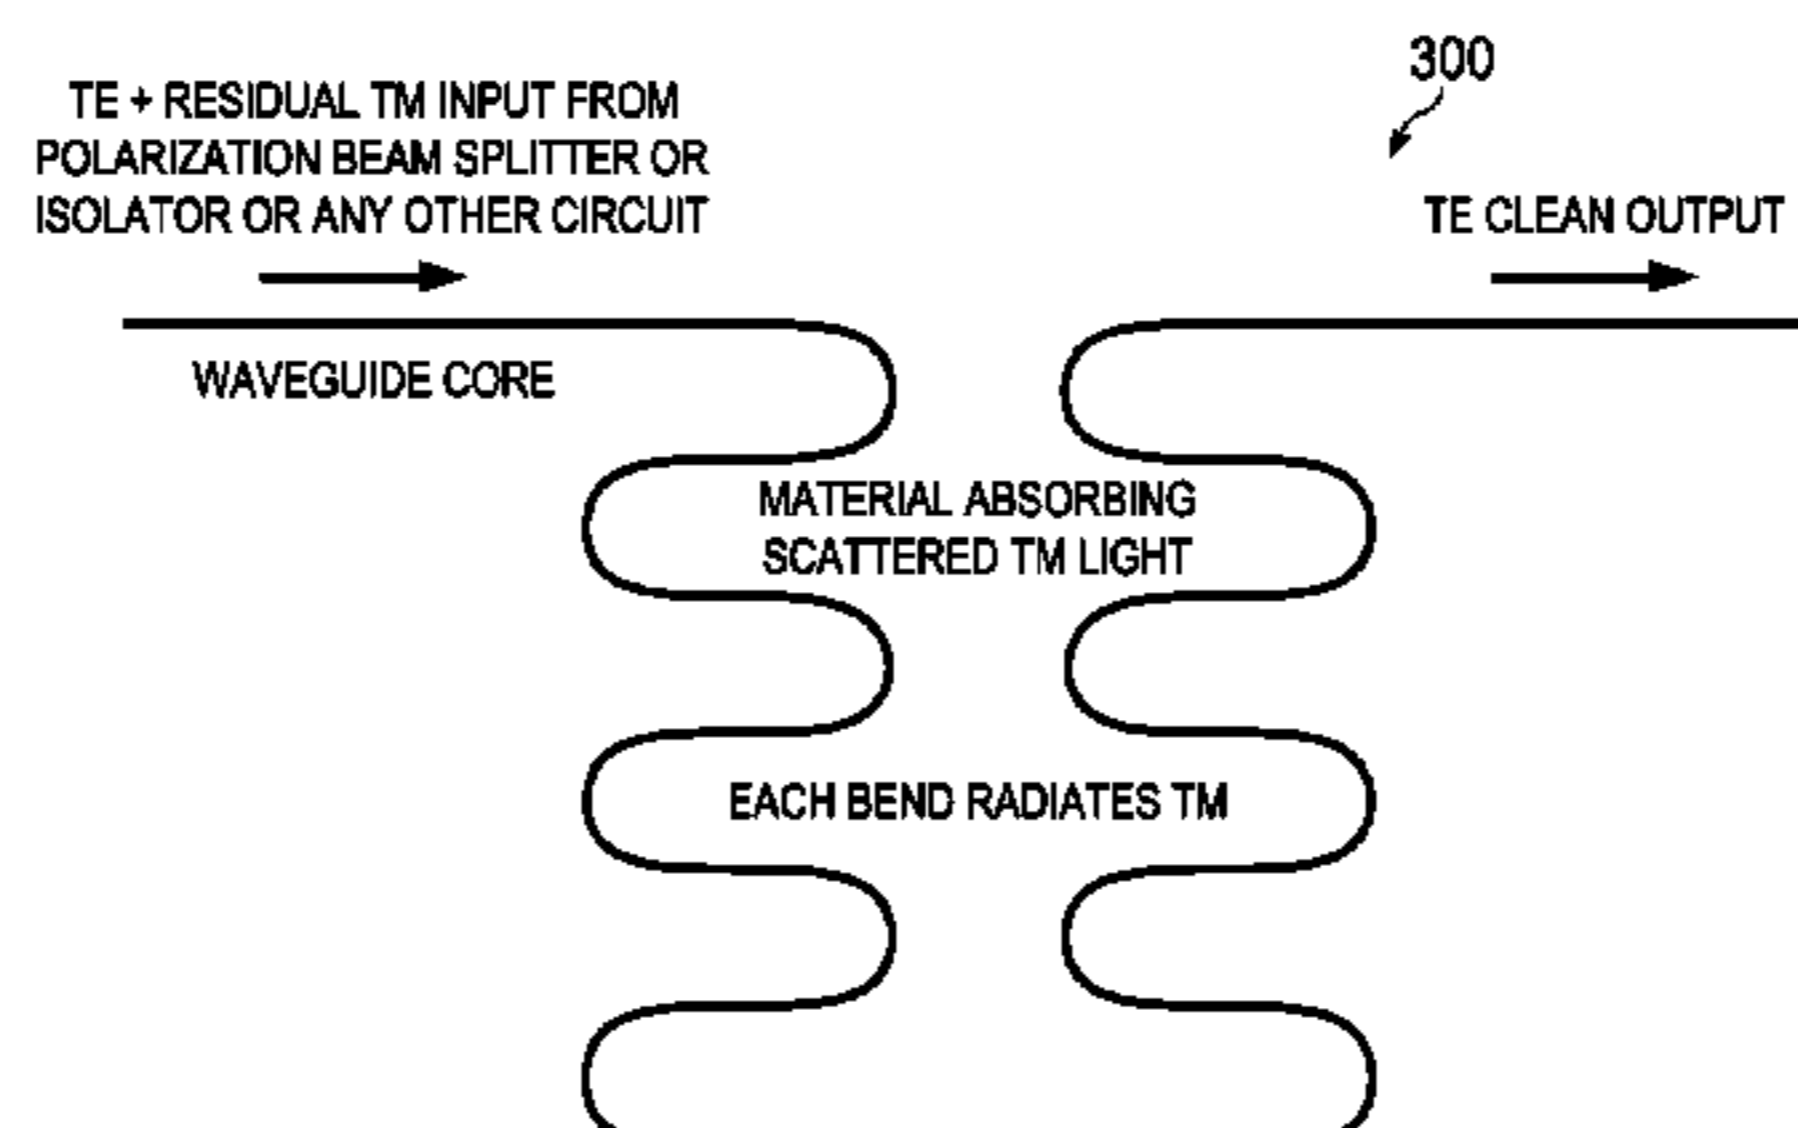 300
TE + RESIDUAL TM INPUT FROM
POLARIZATION BEAM SPLITTER OR
ISOLATOR OR ANY OTHER CIRCUIT
TE CLEAN OUTPUT
WAVEGUIDE CORE
MATERIAL ABSORBING
SCATTERED TM LIGHT
EACH BEND RADIATES TM